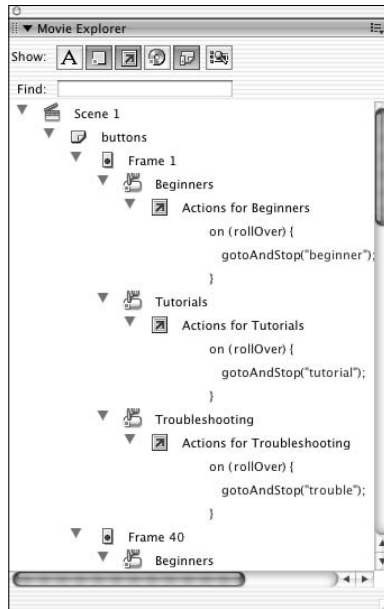 Movie Explorer
Show: A
Find:
Scene 1
buttons
Frame 1
Beginners
Actions for Beginners
on (rollOver) {
gotoAndStop("beginner");
}
Tutorials
Actions for Tutorials
on (rollOver) {
gotoAndStop("tutorial");
}
Troubleshooting
Actions for Troubleshooting
on (rollOver) {
gotoAndStop("trouble");
}
Frame 40
Beginners